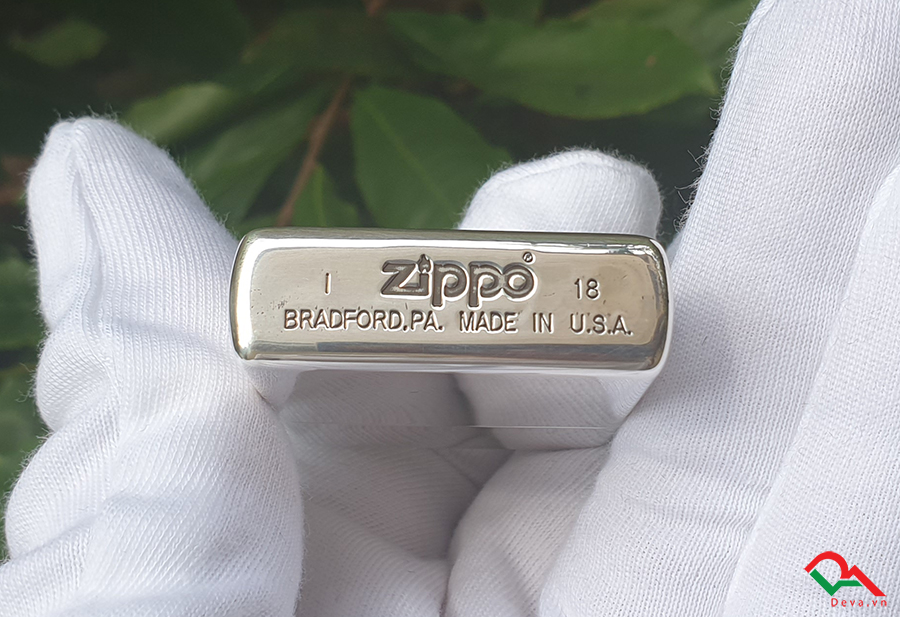 I zippo® 18
BRADFORD,PA. MADE IN U.S.A.
Deva.vn